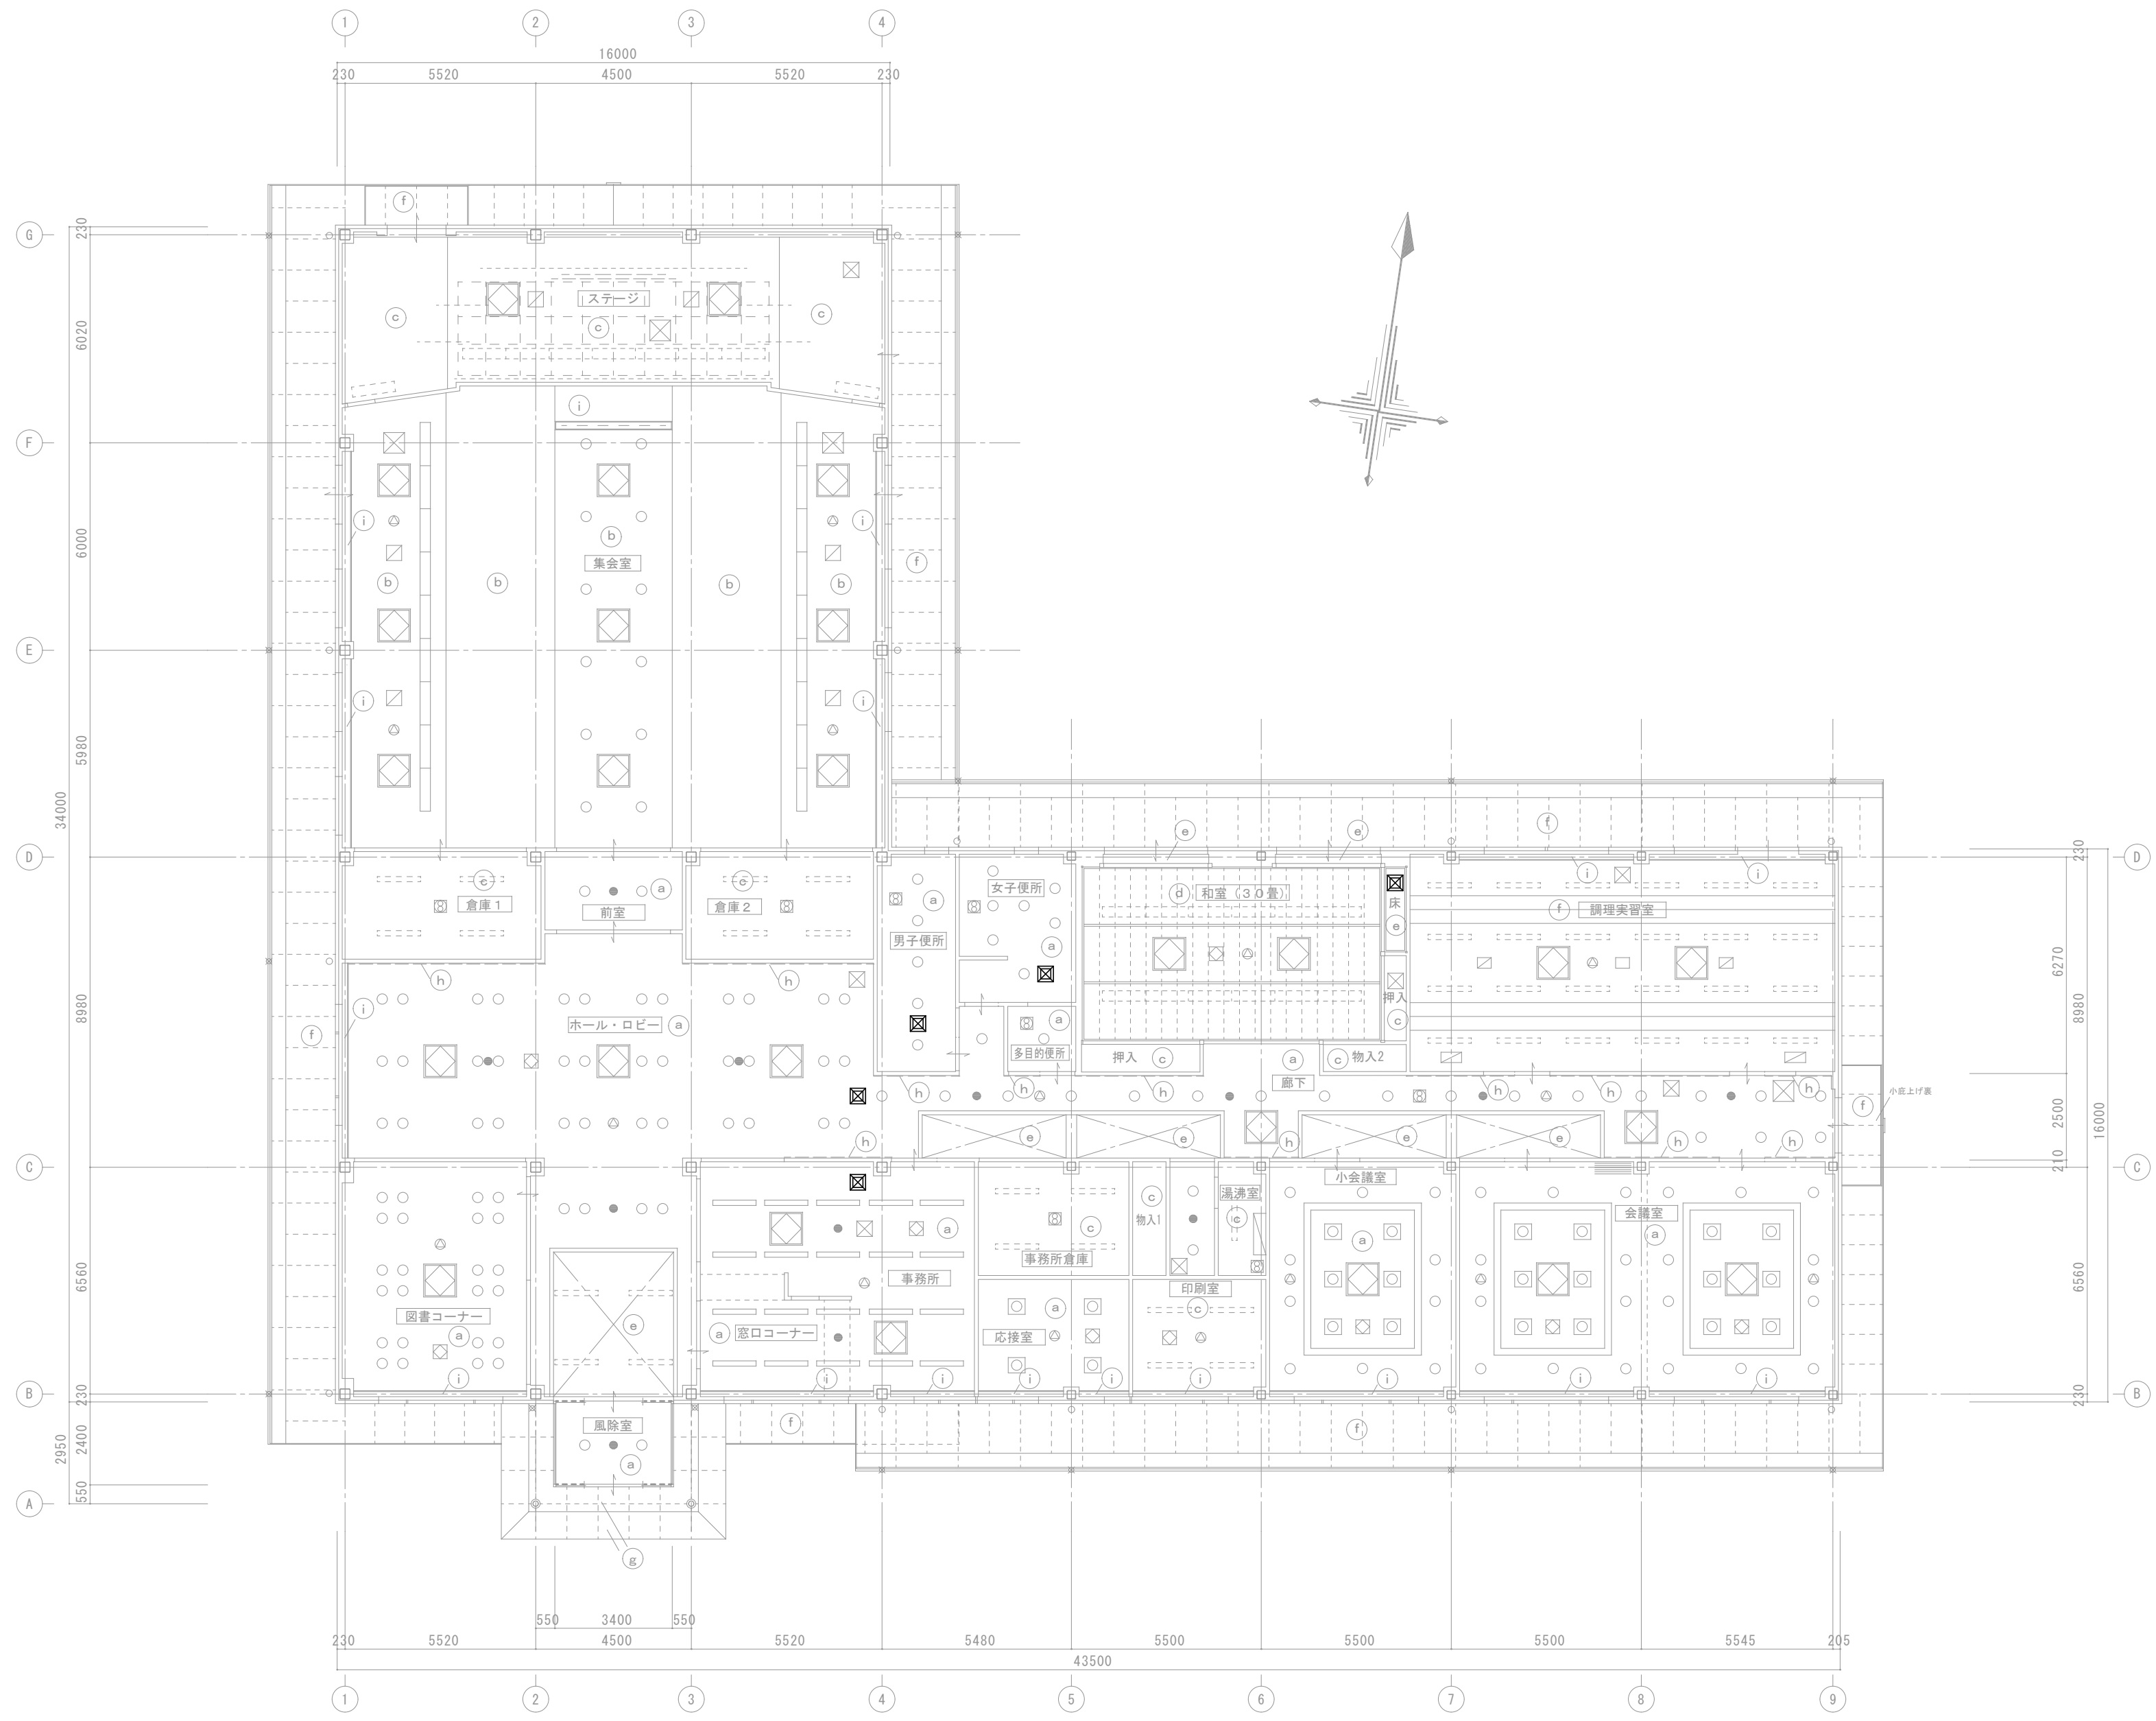 1 2 3 4
16000
230 5520 4500 5520 230
G
F
E
D
C
B
A
230
6020
6000
5980
34000
8980
6560
230
2400
2950
550
f
c
ステージ
c
c
i
b
集会室
i
i
b
b
b
b
f
i
i
c
倉庫1
a
前室
c
倉庫2
h
h
a
男子便所
女子便所
a
d
和室(30畳)
e
e
床
e
押入
c
f
f
調理実習室
i
i
i
f
ホール・ロビー
a
a
多目的便所
押入
c
a
廊下
c
物入2
h
h
h
h
h
h
f
小庇上げ裏
h
e
e
h
e
e
h
h
図書コーナー
a
i
e
a
事務所
a
窓口コーナー
i
i
c
事務所倉庫
c
物入1
湯沸室
c
小会議室
a
会議室
a
a
応接室
印刷室
c
i
i
i
i
i
i
f
f
風除室
a
g
D
C
B
230
6270
8980
2500
16000
210
6560
230
550 3400 550
230 5520 4500 5520 5480 5500 5500 5500 5545 205
43500
1 2 3 4 5 6 7 8 9